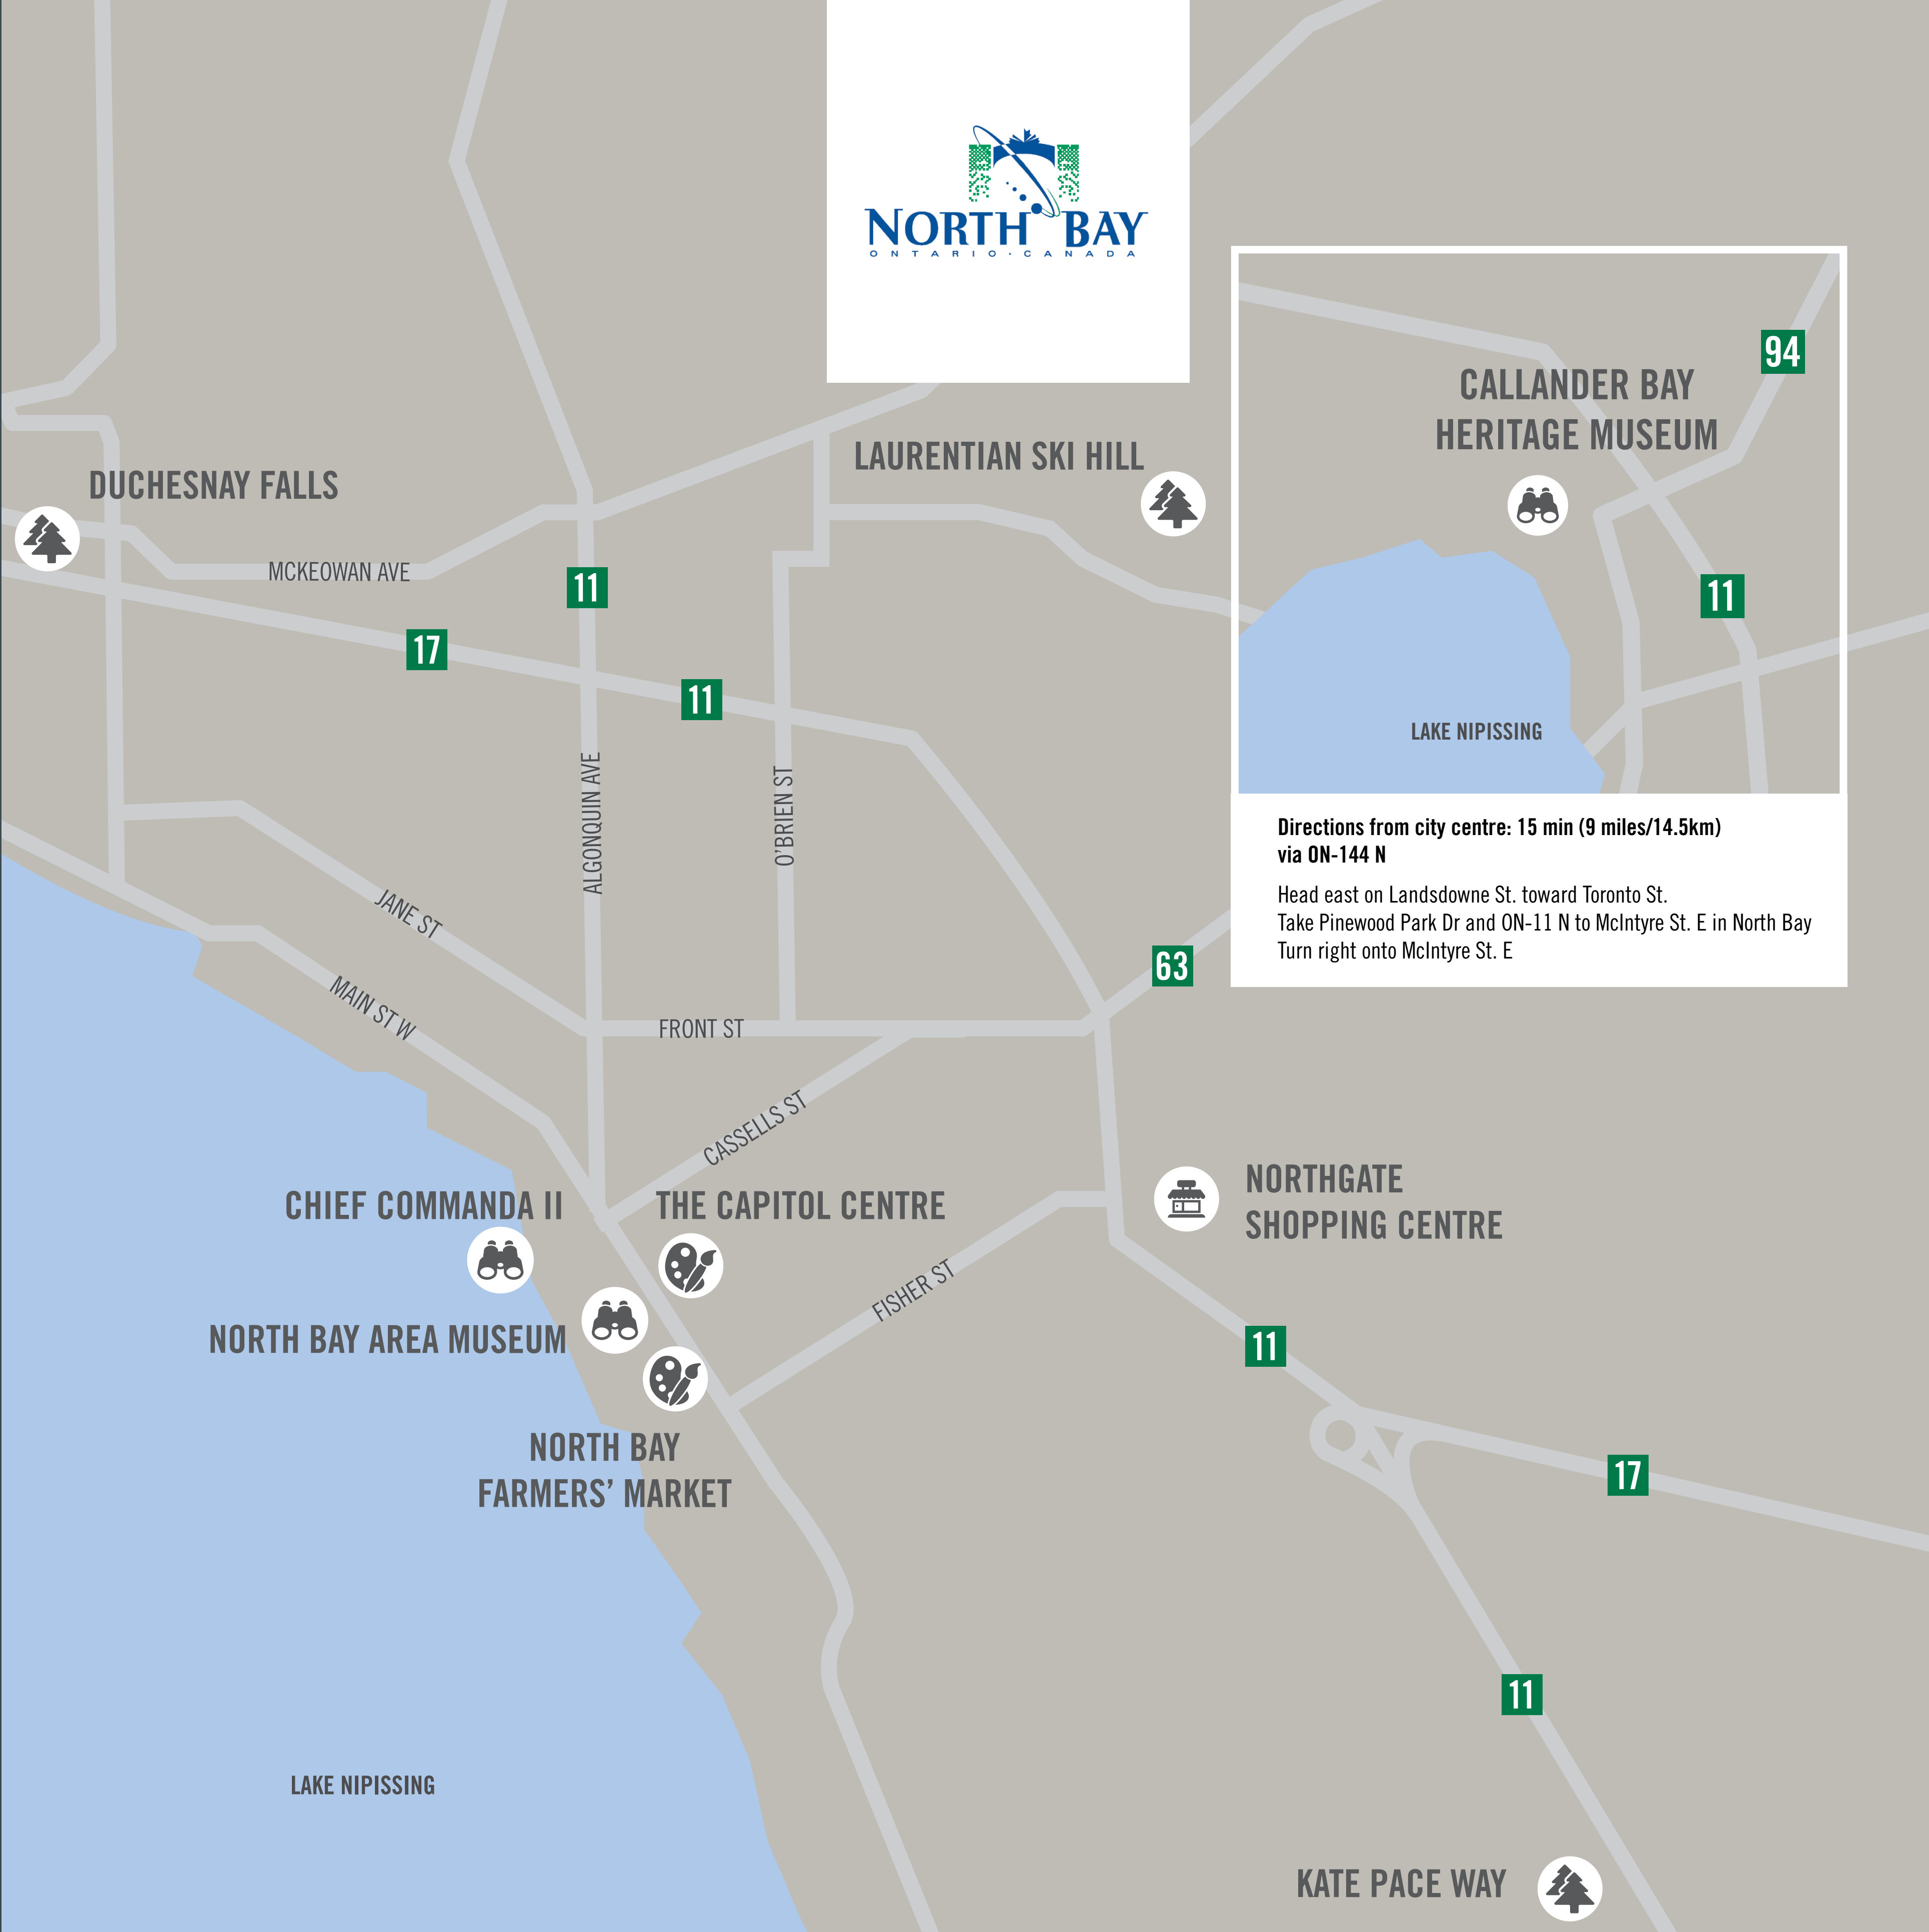 NORTH BAY
ONTARIO · CANADA
94
CALLANDER BAY
HERITAGE MUSEUM
11
LAKE NIPISSING
Directions from city centre: 15 min (9 miles/14.5km)
via ON-144 N
Head east on Landsdowne St. toward Toronto St.
Take Pinewood Park Dr and ON-11 N to McIntyre St. E in North Bay
Turn right onto McIntyre St. E
LAURENTIAN SKI HILL
DUCHESNAY FALLS
MCKEOWAN AVE
11
17
11
ALGONQUIN AVE
O'BRIEN ST
JANE ST
63
MAIN ST W
FRONT ST
CASSELLS ST
CHIEF COMMANDA II
THE CAPITOL CENTRE
NORTHGATE
SHOPPING CENTRE
FISHER ST
NORTH BAY AREA MUSEUM
11
NORTH BAY
FARMERS’ MARKET
17
11
LAKE NIPISSING
KATE PACE WAY